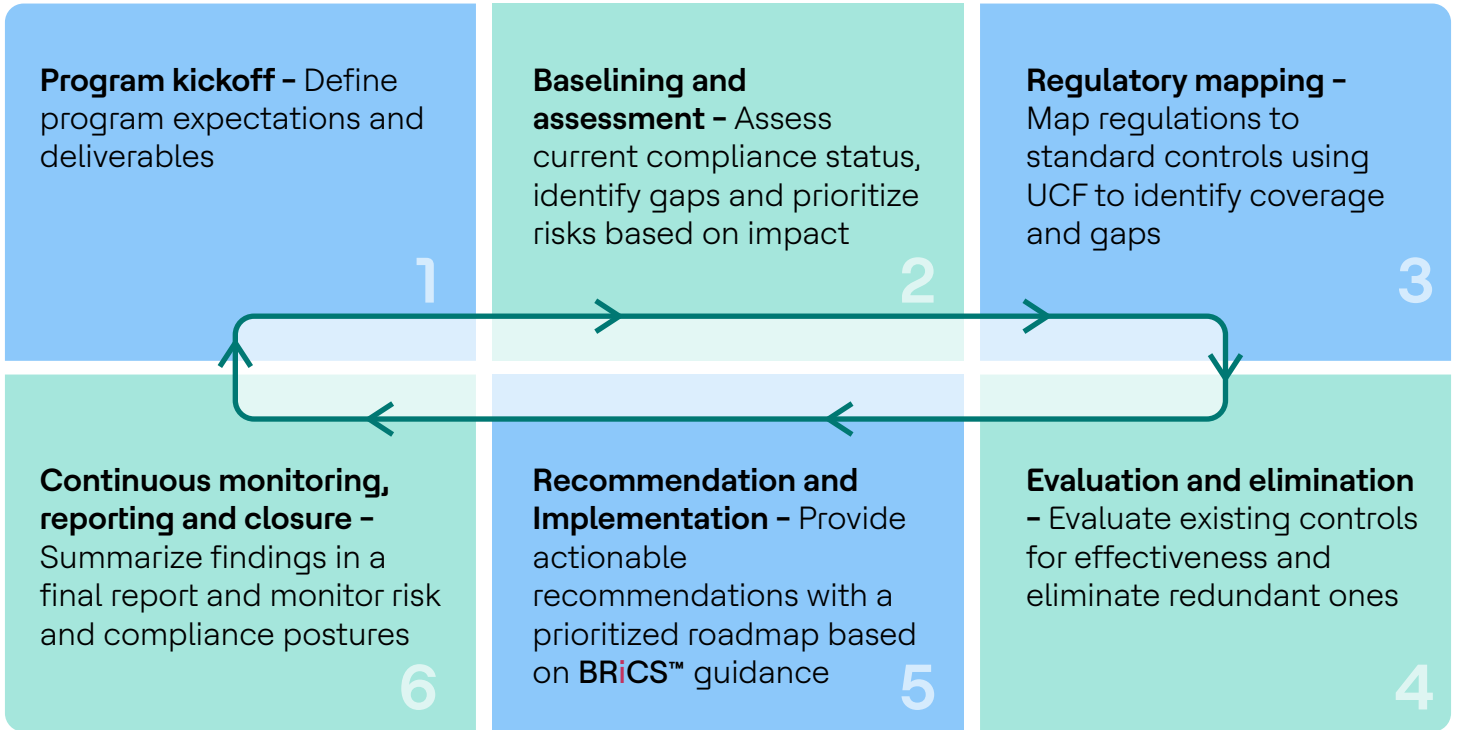 Program kickoff – Define
program expectations and
deliverables
1
Baselining and
assessment – Assess
current compliance status,
identify gaps and prioritize
risks based on impact
2
Regulatory mapping –
Map regulations to
standard controls using
UCF to identify coverage
and gaps
3
Evaluation and elimination
– Evaluate existing controls
for effectiveness and
eliminate redundant ones
4
Recommendation and
Implementation – Provide
actionable
recommendations with a
prioritized roadmap based
on BRiCS™ guidance
5
Continuous monitoring,
reporting and closure –
Summarize findings in a
final report and monitor risk
and compliance postures
6